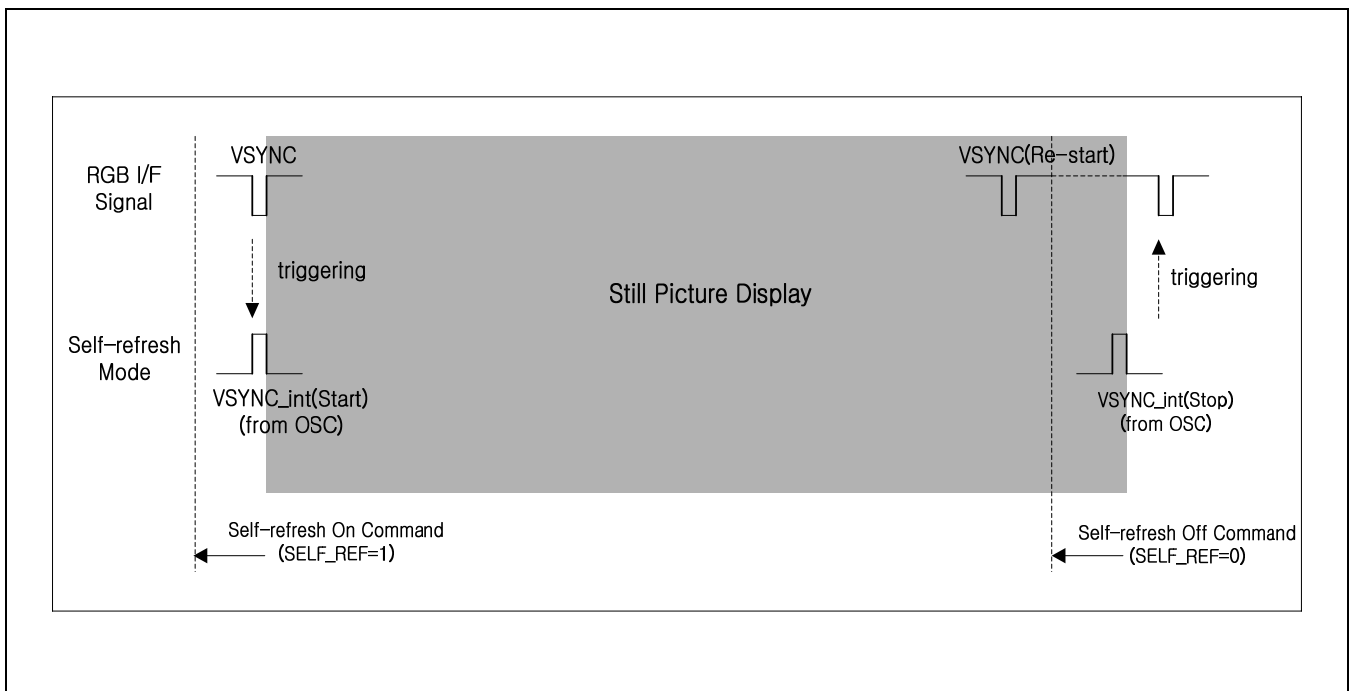 VSYNC
VSYNC(Re-start)
RGB I/F
Signal
triggering
triggering
Still Picture Display
Self-refresh
Mode
VSYNC_int(Start)
(from OSC)
VSYNC_int(Stop)
(from OSC)
Self-refresh On Command
(SELF_REF=1)
Self-refresh Off Command
(SELF_REF=0)